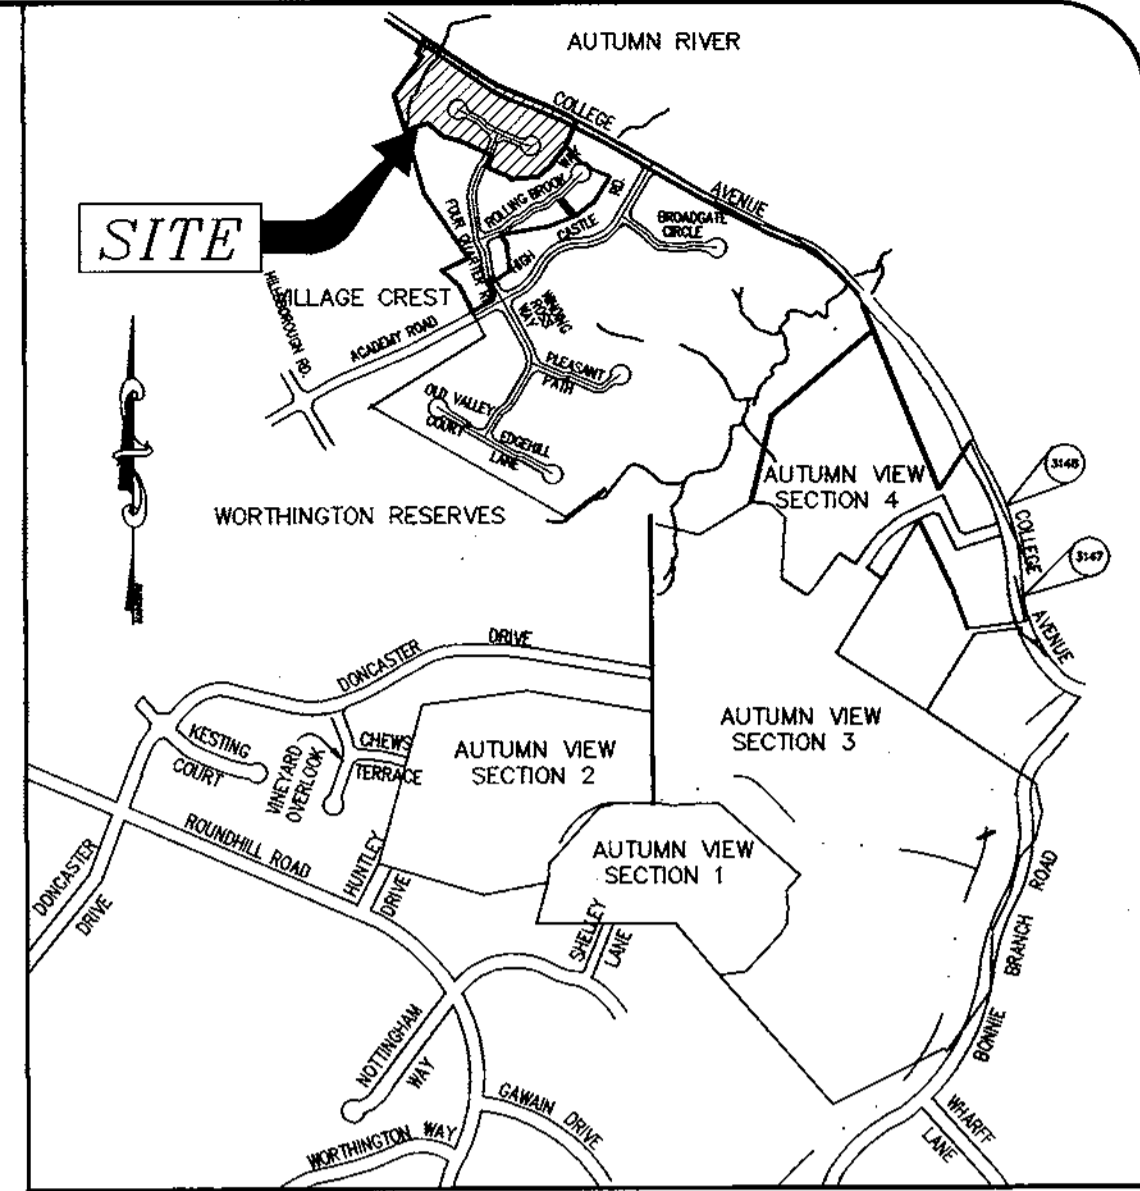 AUTUMN RIVER
COLLEGE
AVENUE
SITE
ROLLING BROOK WAY
FOUR QUARTER R
HIGH CASTLE RD.
BROADGATE
CIRCLE
HILLSBOROUGH RD.
VILLAGE CREST
ACADEMY ROAD
WINDING
ROSS
WAY
PLEASANT
PATH
OLD VALLEY
COURT
EDGEHILL
LANE
WORTHINGTON RESERVES
AUTUMN VIEW
SECTION 4
COLLEGE
AVENUE
3147
DONCASTER DRIVE
KESTING
COURT
VINEYARD
OVERLOOK
CHEWS
TERRACE
AUTUMN VIEW
SECTION 2
AUTUMN VIEW
SECTION 3
AUTUMN VIEW
SECTION 1
ROUNDHILL ROAD
DONCASTER
DRIVE
HUNTLEY
DRIVE
SHELLEY
LANE
NOTTINGHAM
WAY
GAWAIN DRIVE
WORTHINGTON WAY
BONNIE BRANCH ROAD
WHARFF
LANE